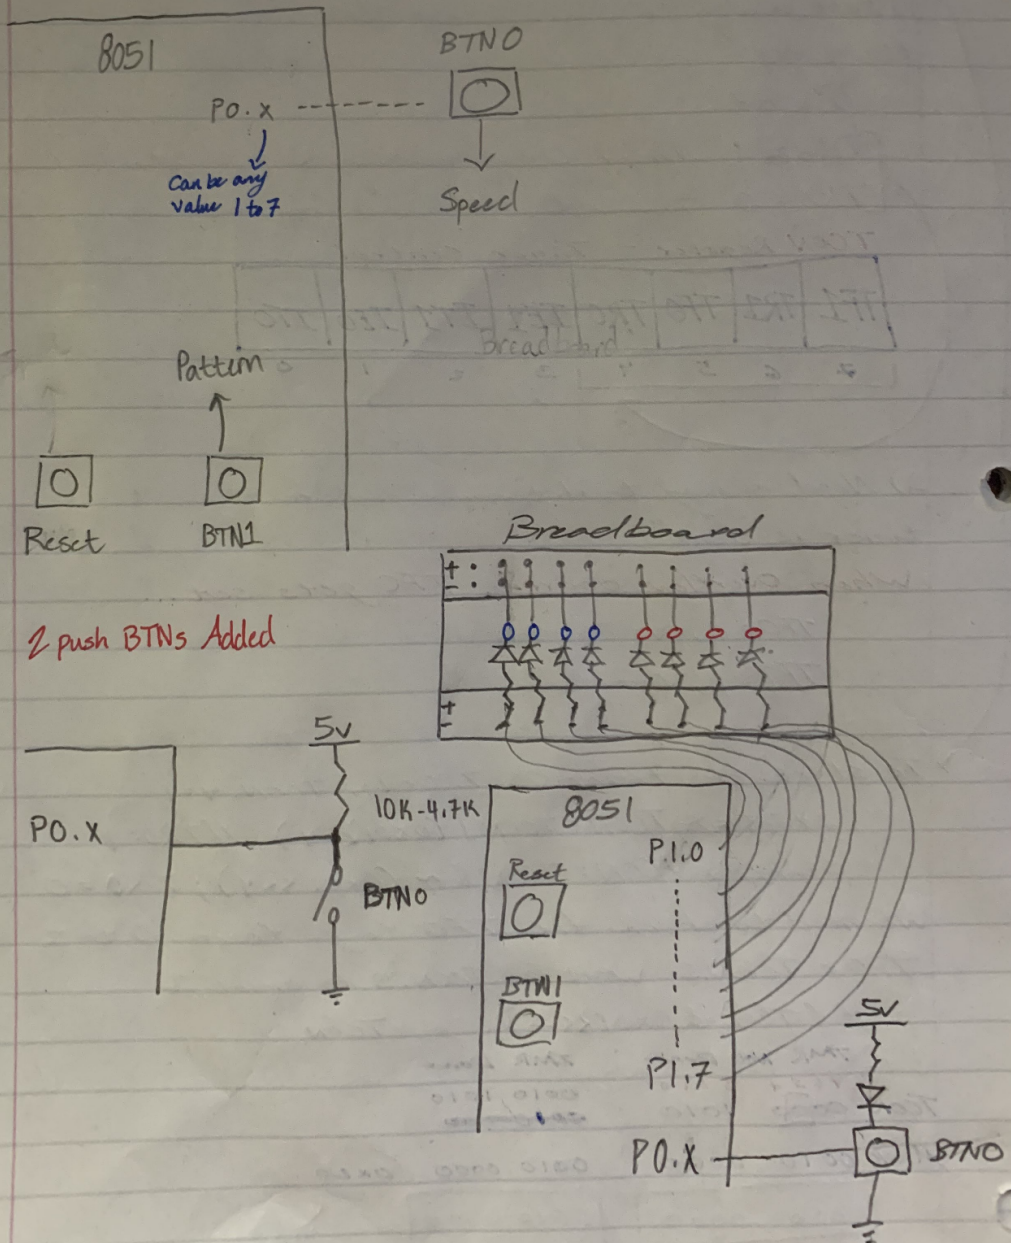 8051
BTN0
P0.x
Can be any
value 1 to 7
Speed
Pattern
Reset
BTN1
Breadboard
+ :
- :
2 push BTNs Added
+
-
5v
10K-4.7K
P0.X
BTN0
8051
P.1.0
Reset
BTN1
P1.7
5v
P0.X
BTN0